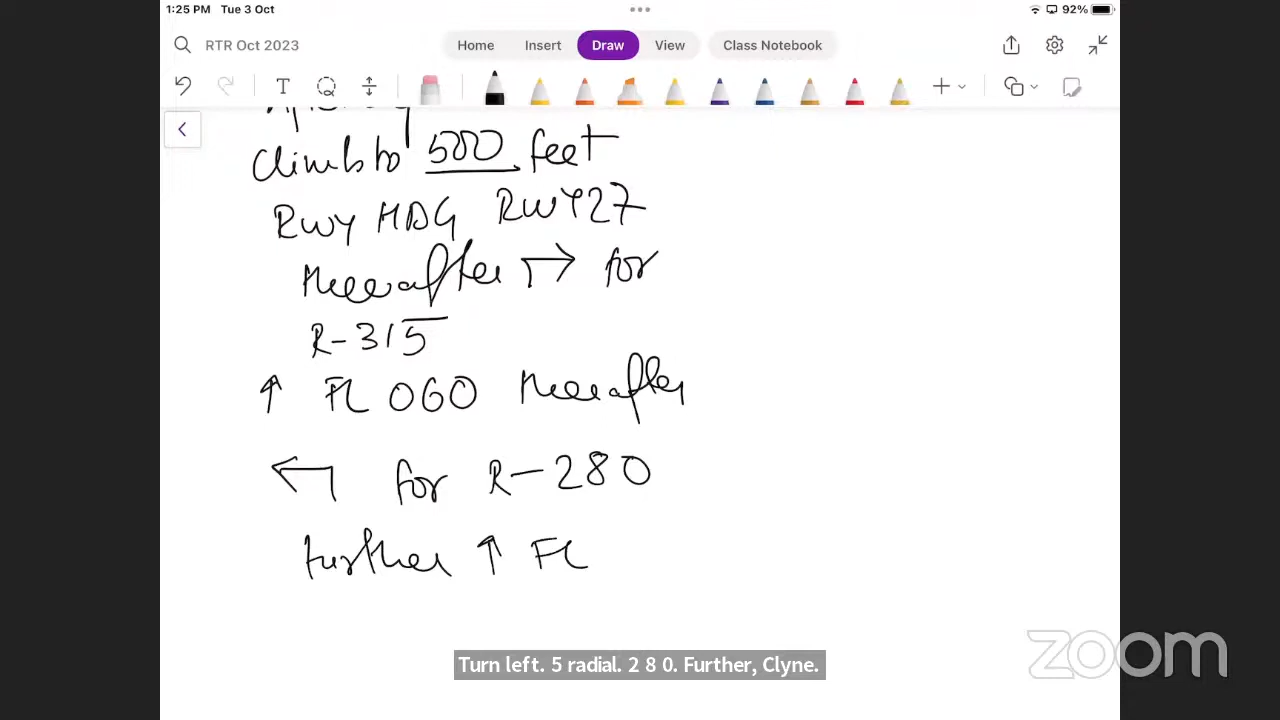 1:25 PM Tue 3 Oct
92%
RTR Oct 2023
Home Insert Draw View Class Notebook
Climb to 500 feet
RWY HDG RWY27
thereafter ↱ for
R-315
↑ FL 060 thereafter
↰ for R-280
further ↑ FL
Turn left. 5 radial. 2 8 0. Further, Clyne.
zoom